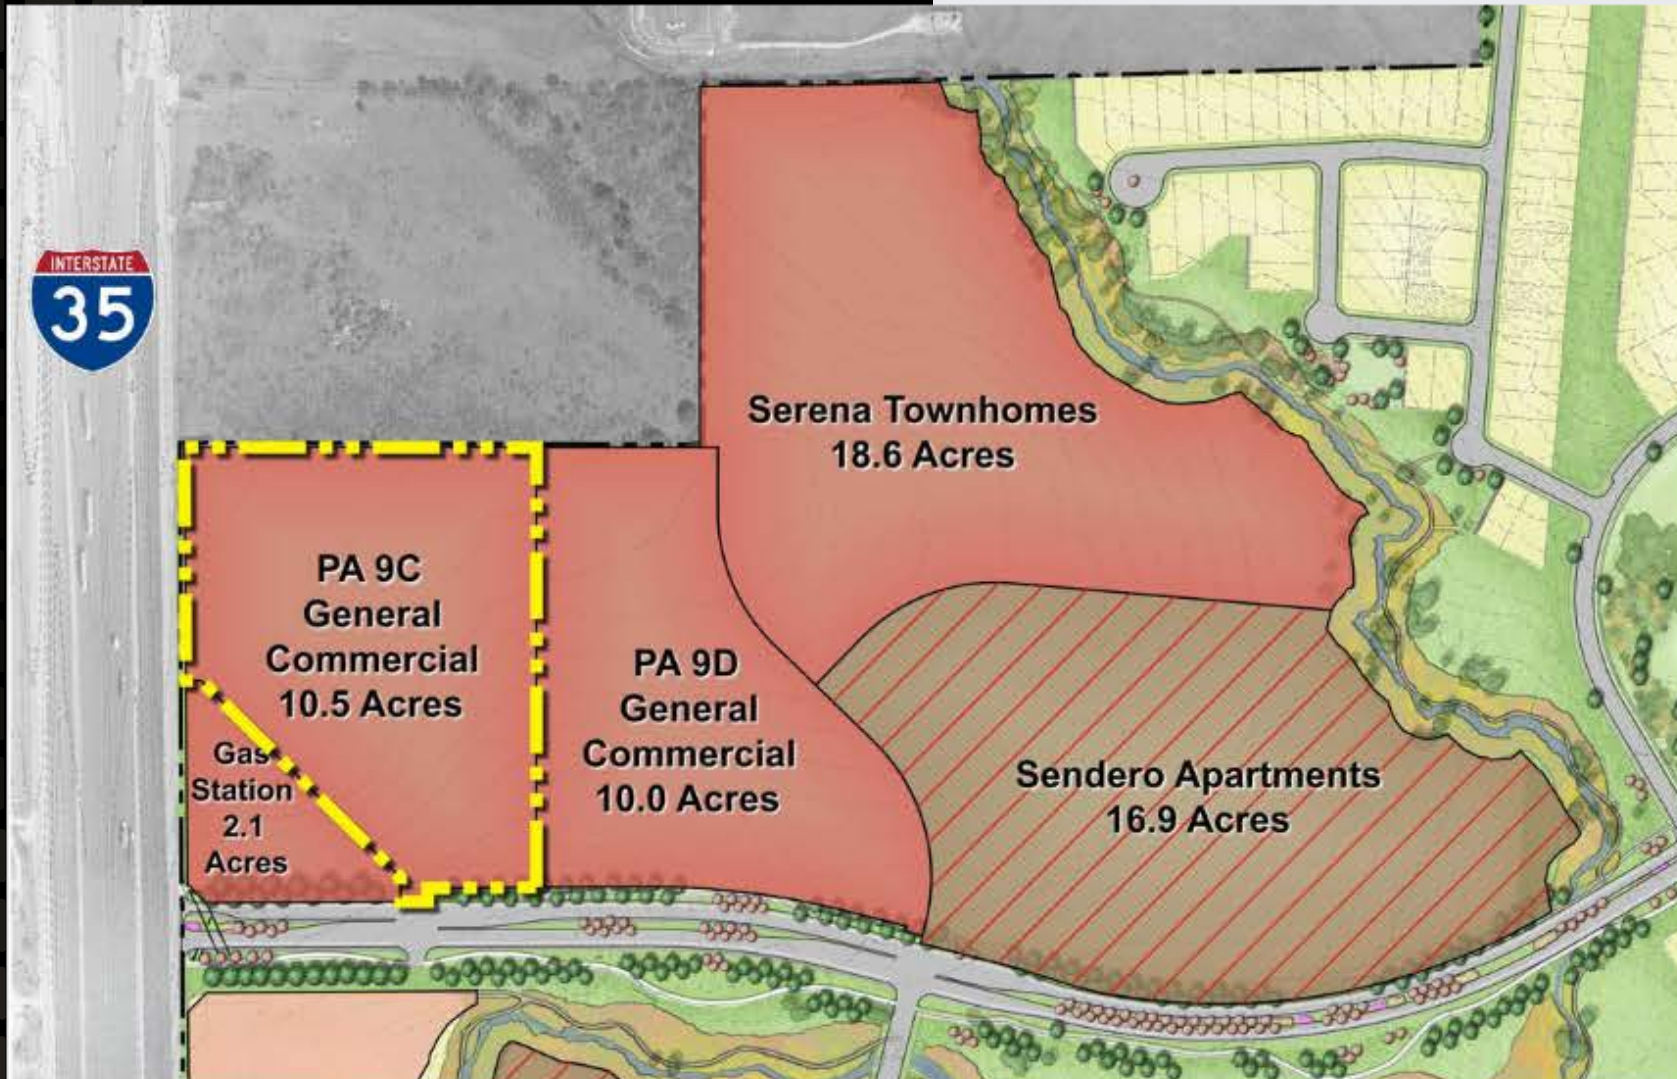 INTERSTATE
35
Serena Townhomes
18.6 Acres
PA 9C
General
Commercial
10.5 Acres
PA 9D
General
Commercial
10.0 Acres
Gas
Station
2.1
Acres
Sendero Apartments
16.9 Acres